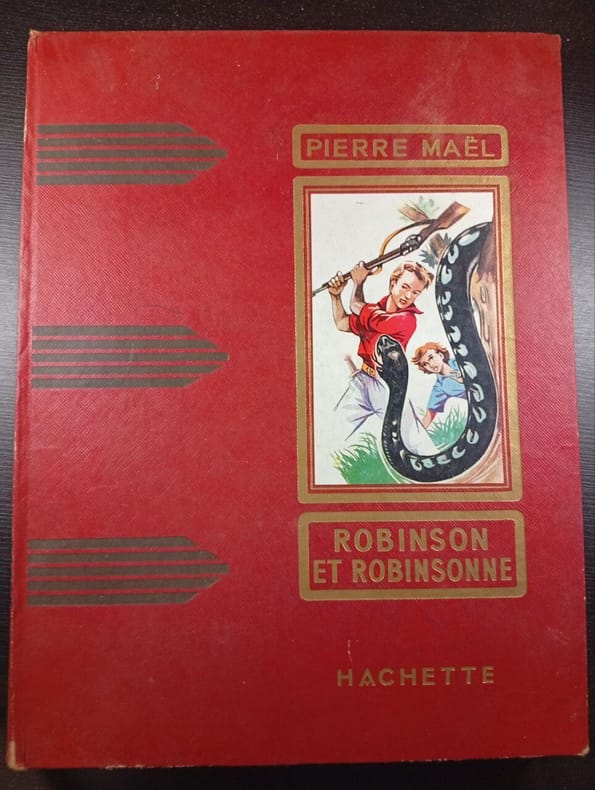 PIERRE MAËL
ROBINSON
ET ROBINSONNE
HACHETTE